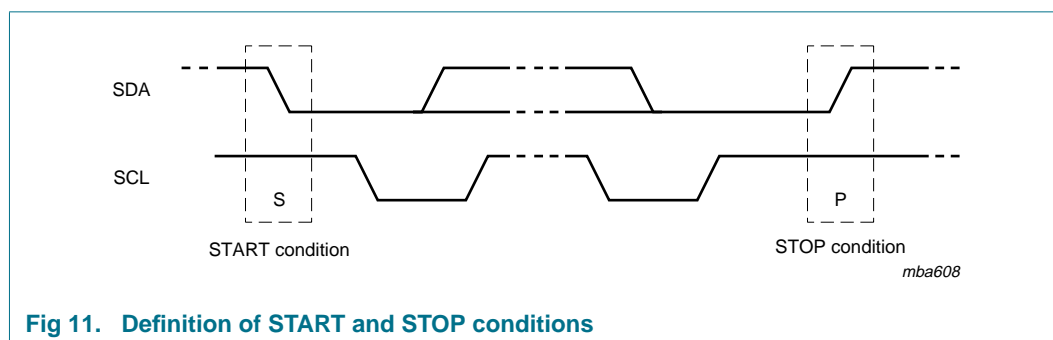 SDA
SCL
S
P
START condition
STOP condition
mba608
Fig 11. Definition of START and STOP conditions